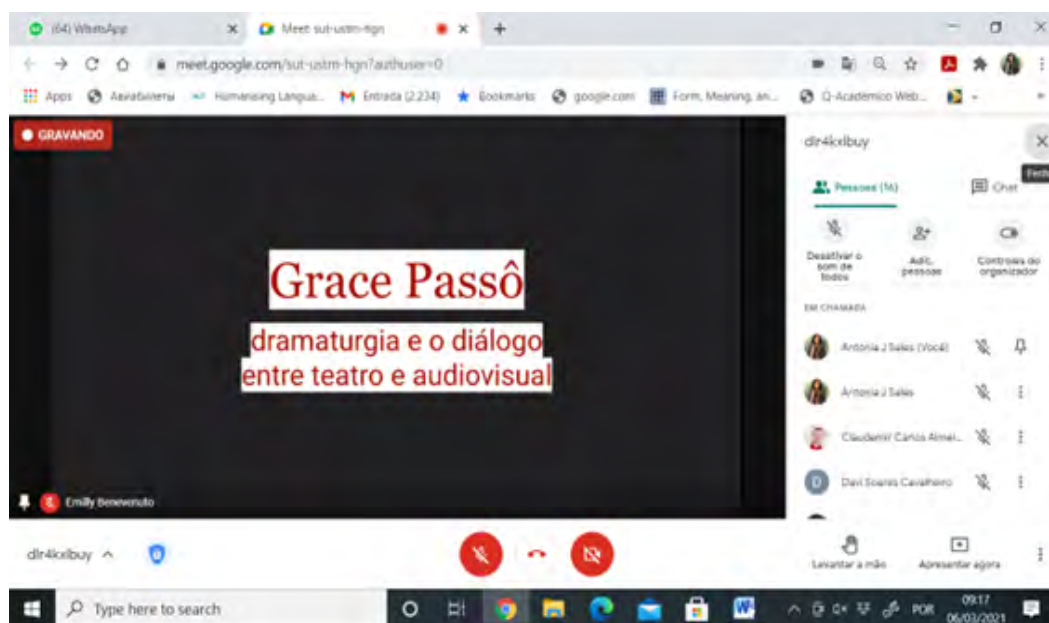 (64) WhatsApp
Meet: sut-ustm-hgn
meet.google.com/sut-ustm-hgn?authuser=0
Apps
Humanising Langua...
Entrada (2.234)
Bookmarks
google.com
Form, Meaning, an...
Q-Acadêmico Web...
GRAVANDO
Grace Passô
dramaturgia e o diálogo
entre teatro e audiovisual
Emilly Benevenuto
dlr4kxlbuy
Pessoas (16)
Chat
Desativar o
som de
todos
Adic.
pessoas
Controles do
organizador
EM CHAMADA
Antonia J Sales (Você)
Antonia J Sales
Claudemir Carlos Almei...
D
Davi Soares Cavalheiro
dlr4kxlbuy
Levantar a mão
Apresentar agora
Type here to search
POR
09:17
06/03/2021